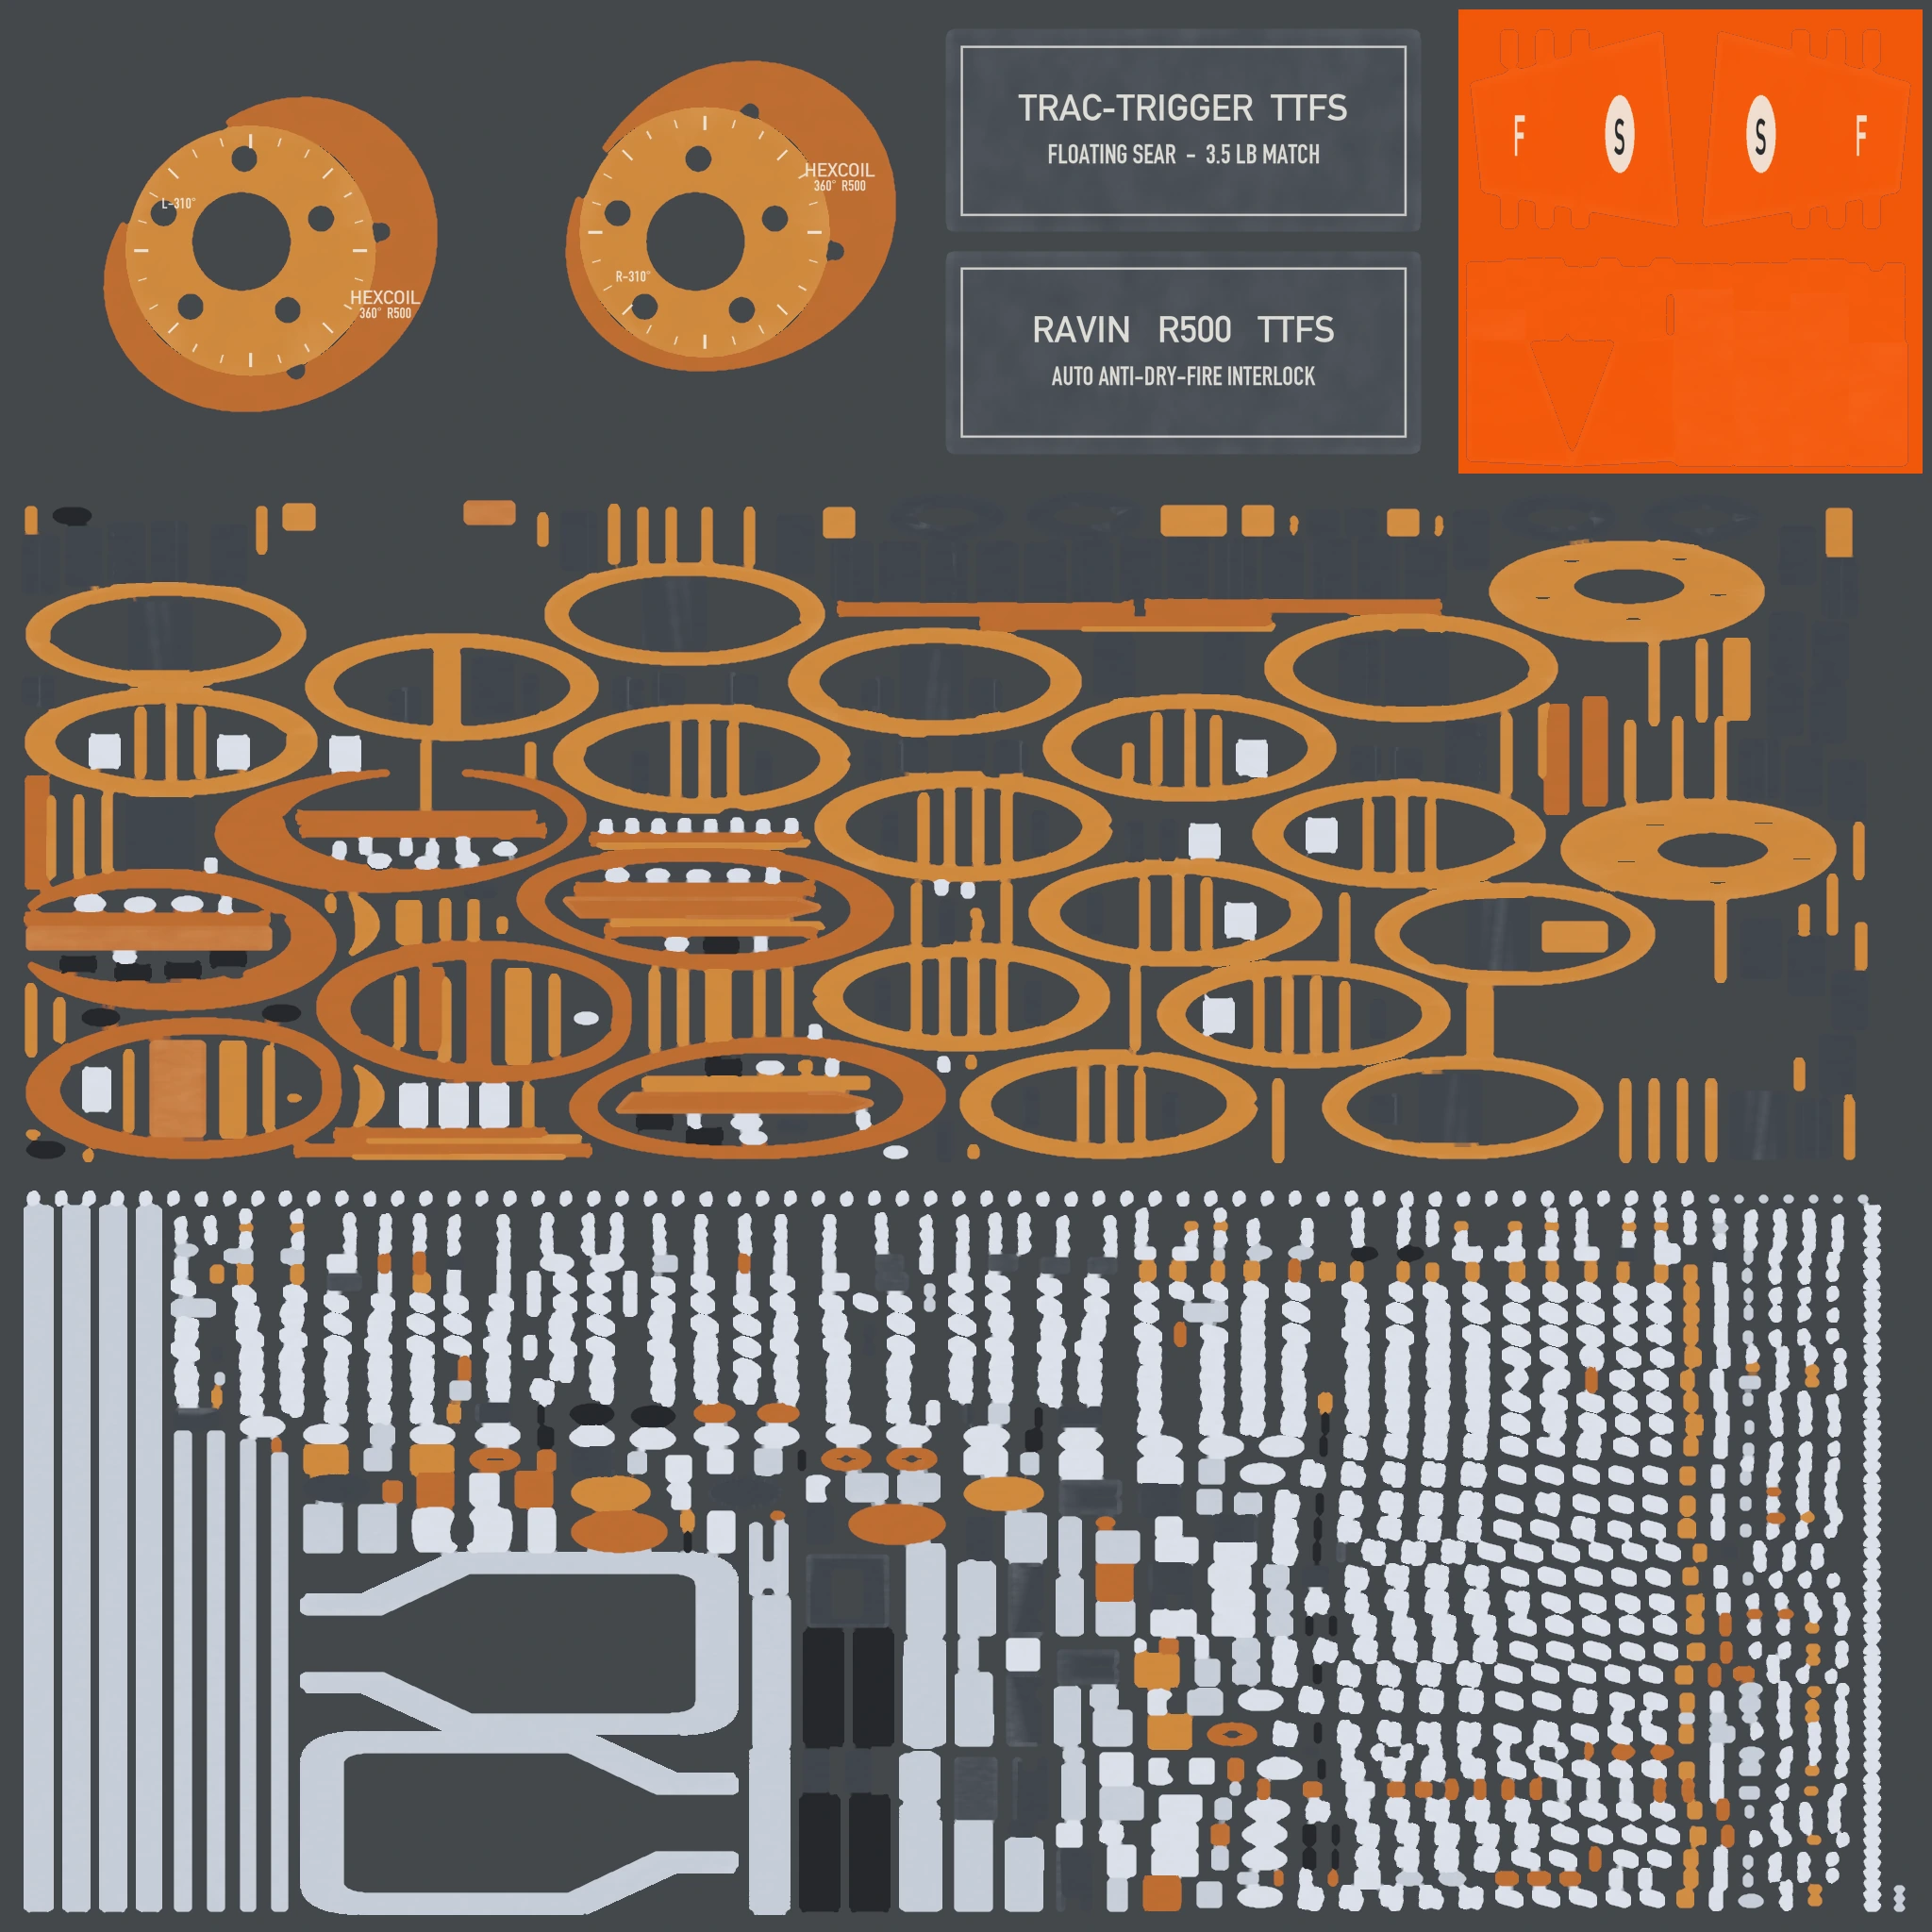 L-310°
HEXCOIL
360° R500
HEXCOIL
360° R500
R-310°
TRAC-TRIGGER TTFS
FLOATING SEAR - 3.5 LB MATCH
RAVIN R500 TTFS
AUTO ANTI-DRY-FIRE INTERLOCK
F S S F